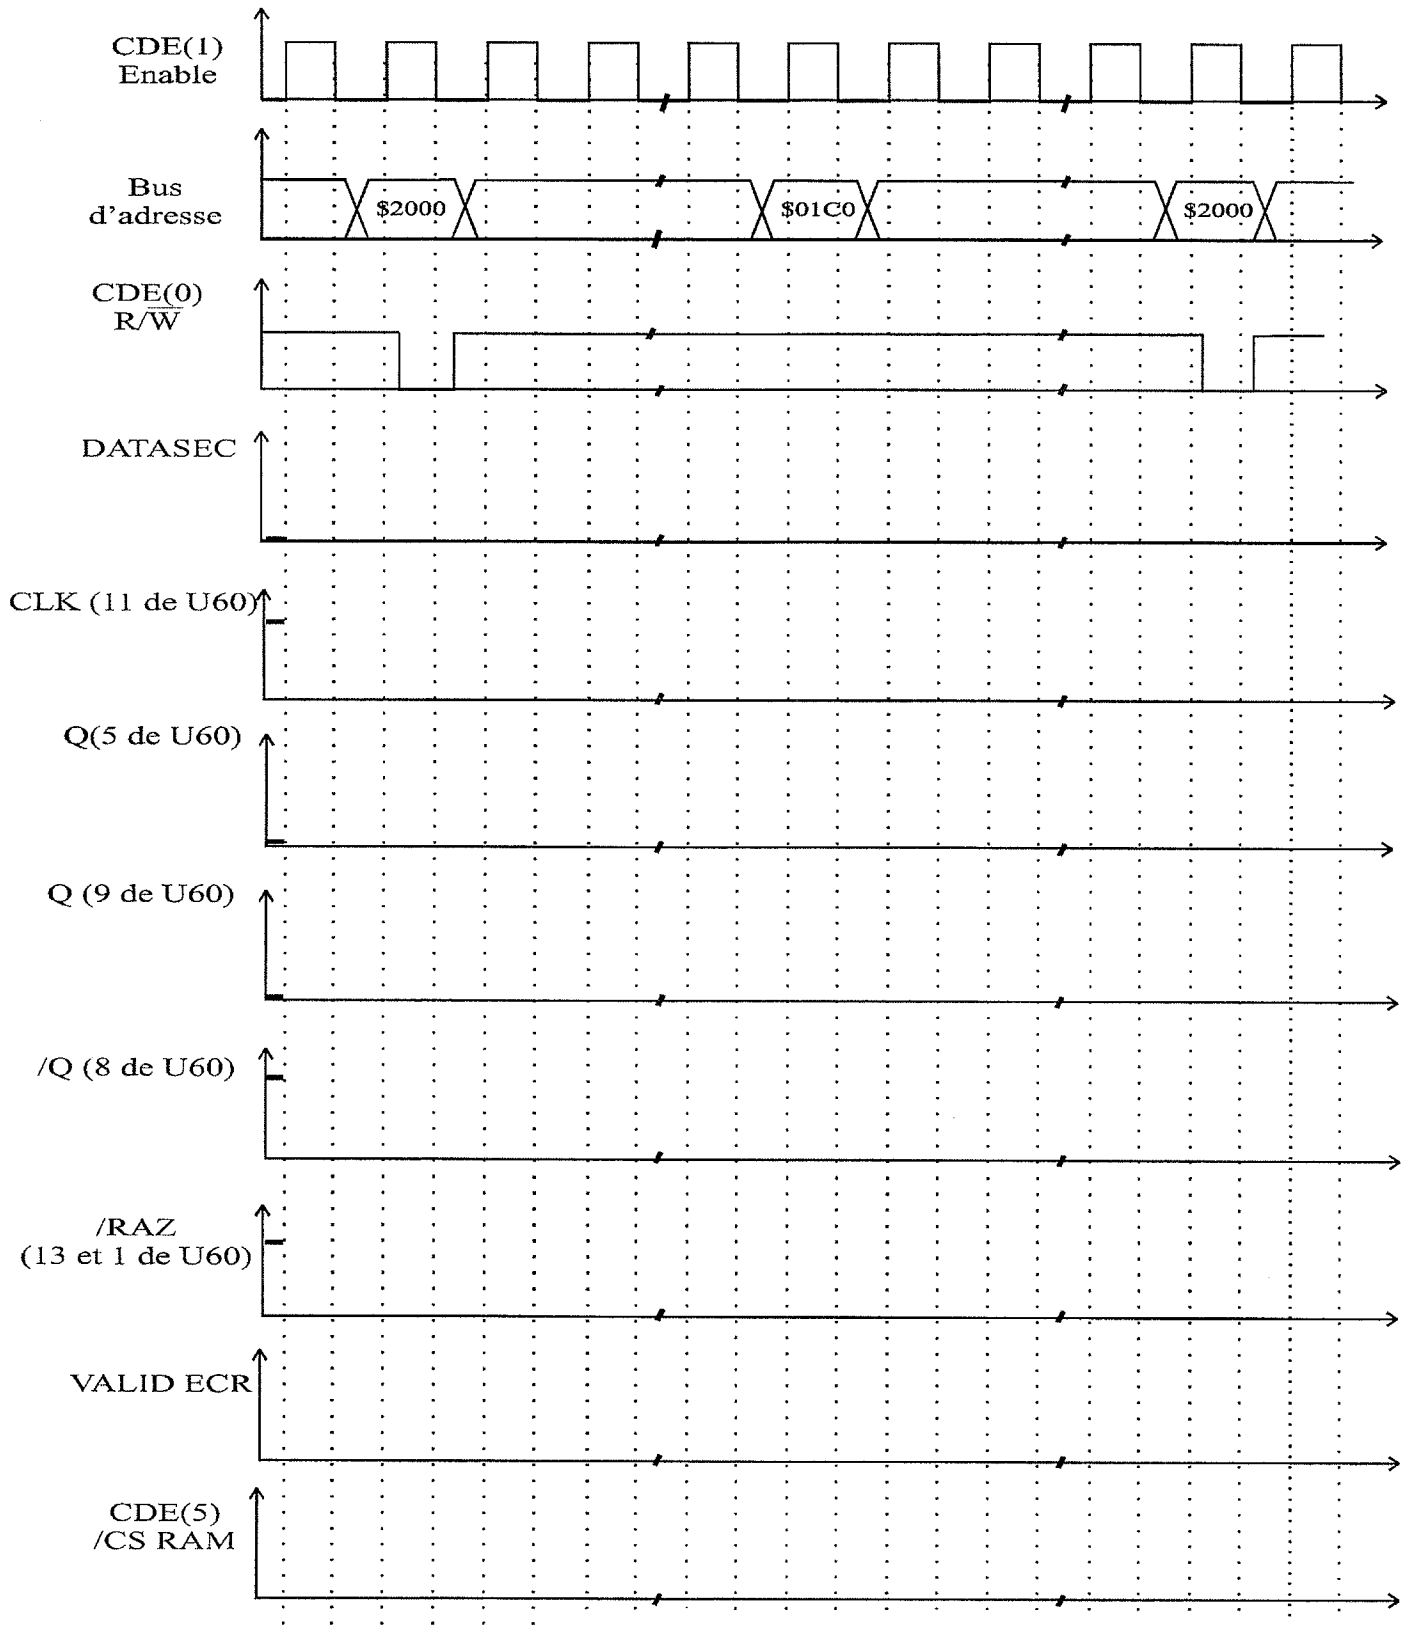 CDE(1)
Enable
Bus
d'adresse
$2000
$01C0
$2000
CDE(0)
R/W̅
DATASEC
CLK (11 de U60)
Q(5 de U60)
Q (9 de U60)
/Q (8 de U60)
/RAZ
(13 et 1 de U60)
VALID ECR
CDE(5)
/CS RAM